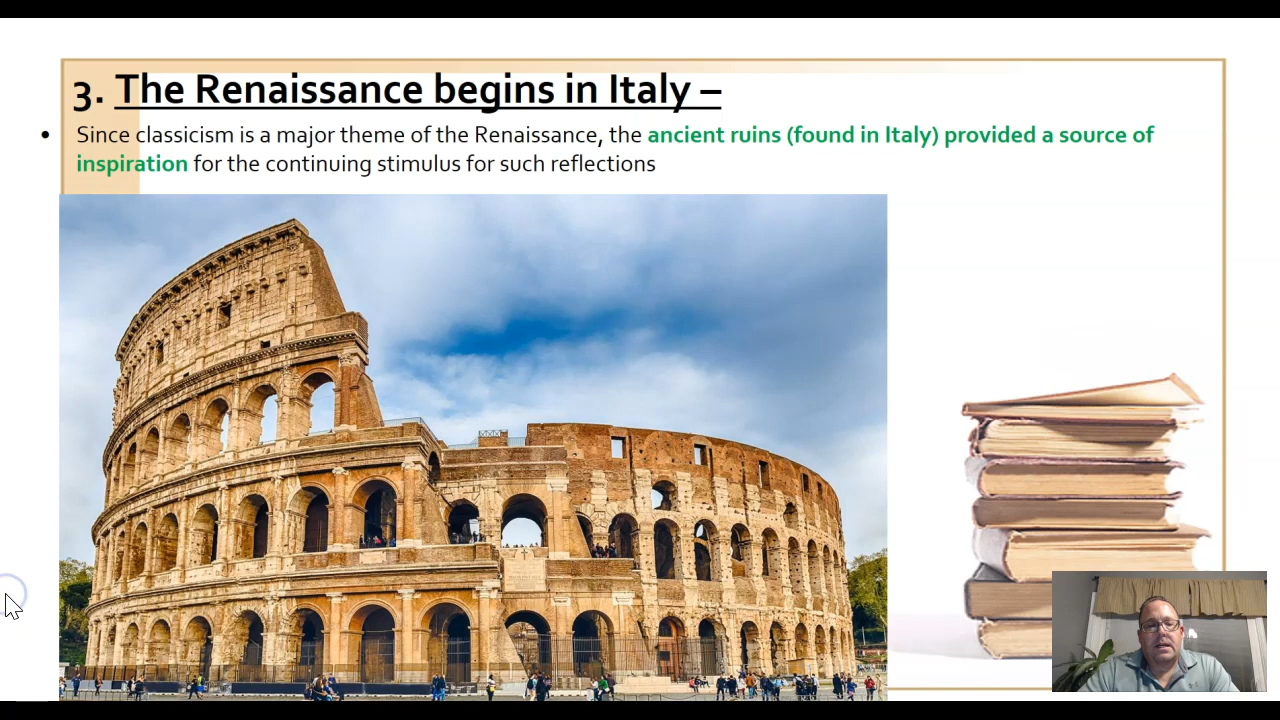 3. The Renaissance begins in Italy –
• Since classicism is a major theme of the Renaissance, the ancient ruins (found in Italy) provided a source of
inspiration for the continuing stimulus for such reflections